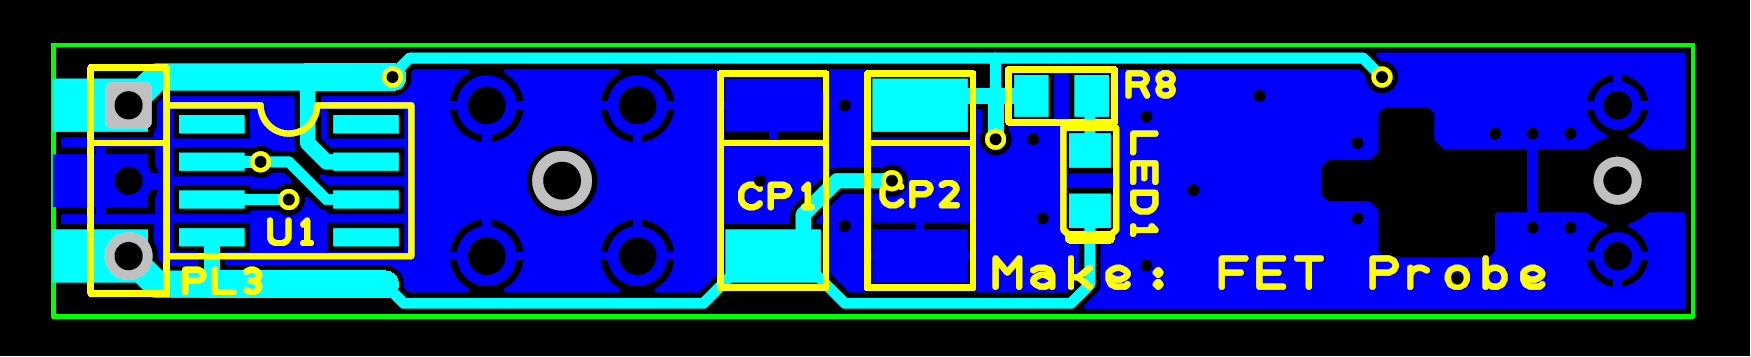 R8
LED1
CP1
CP2
U1
PL3
Make: FET Probe